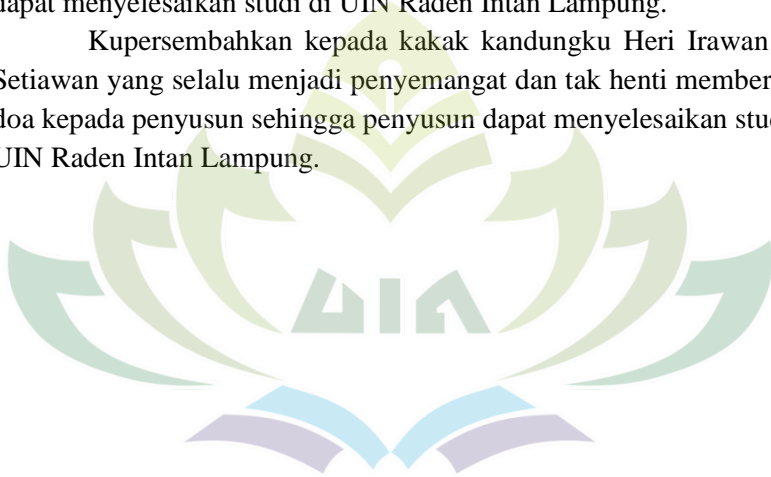 dapat menyelesaikan studi di UIN Raden Intan Lampung.
Kupersembahkan kepada kakak kandungku Heri Irawan
Setiawan yang selalu menjadi penyemangat dan tak henti member
doa kepada penyusun sehingga penyusun dapat menyelesaikan stud
UIN Raden Intan Lampung.
UIN